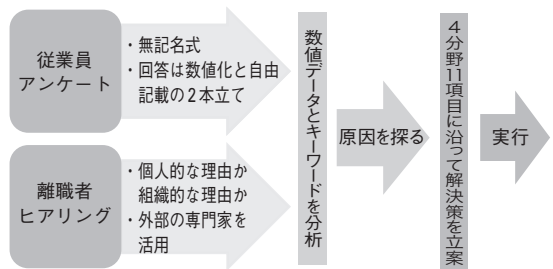 従業員
アンケート
・無記名式
・回答は数値化と自由
記載の2本立て
離職者
ヒアリング
・個人的な理由か
組織的な理由か
・外部の専門家を
活用
数値データとキーワードを分析
原因を探る
4分野11項目に沿って解決策を立案
実行